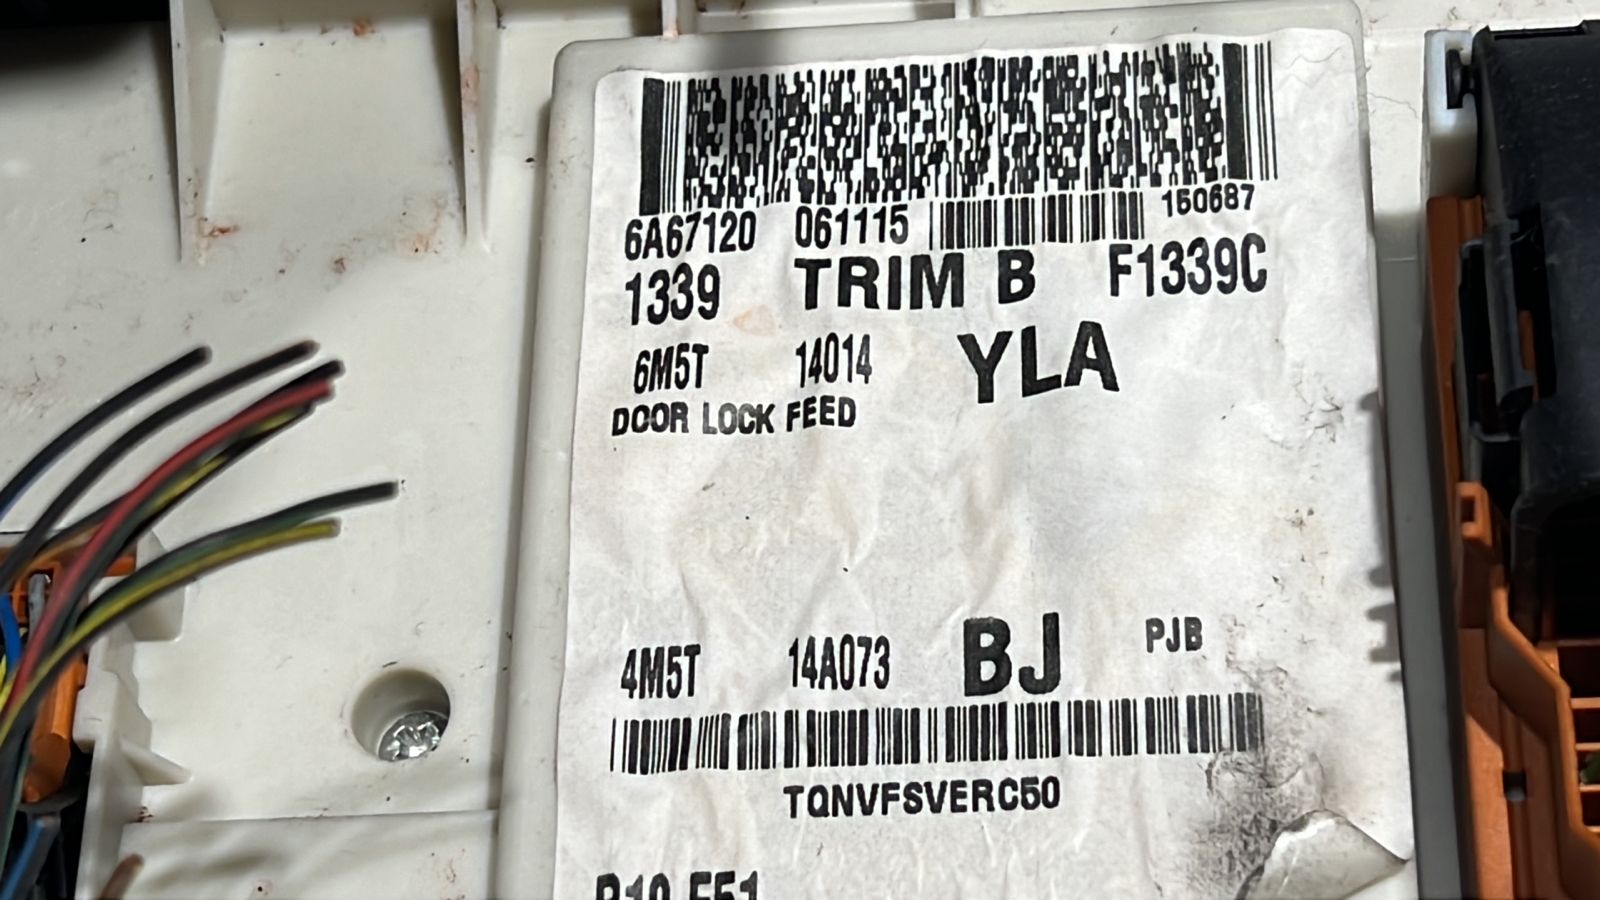 6A67120 061115 150687
1339 TRIM B F1339C
6M5T 14014 YLA
DOOR LOCK FEED
4M5T 14A073 BJ PJB
TQNVFSVERC50